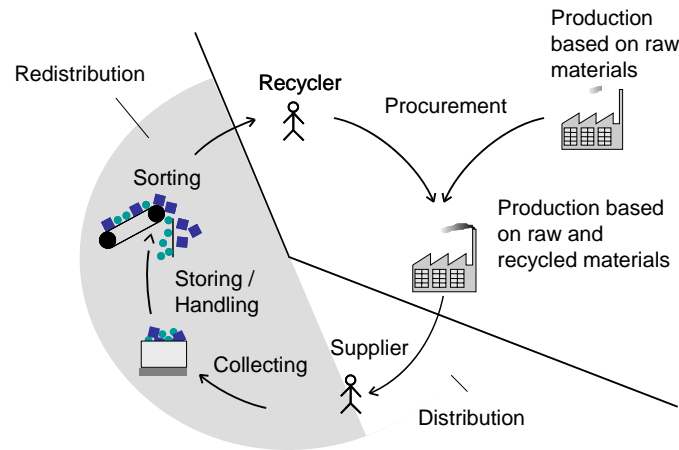 Production
based on raw
materials
Redistribution
Recycler
Procurement
Sorting
Production based
on raw and
recycled materials
Storing /
Handling
Supplier
Collecting
Distribution